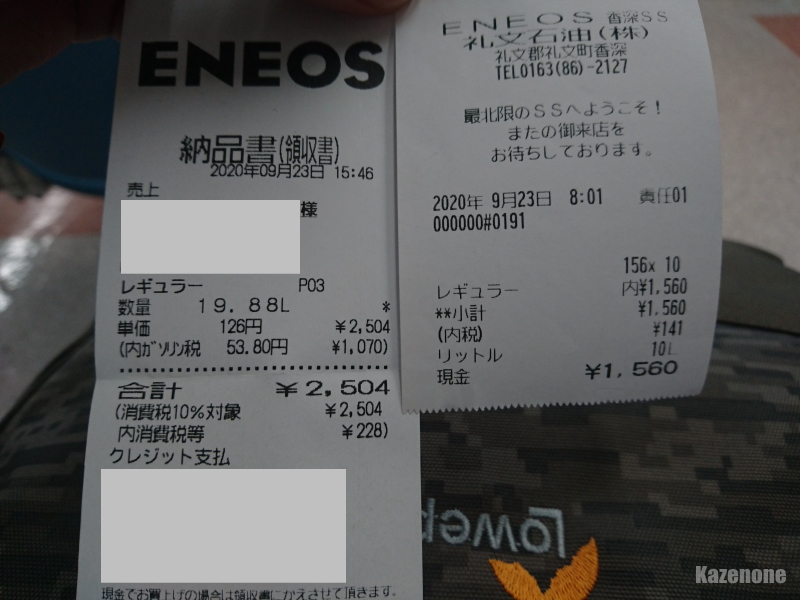 ENEOS
納品書(領収書)
2020年09月23日 15:46
売上
様
レギュラー P03
数量 19.88L *
単価 126円 ¥2,504
(内ガソリン税 53.80円 ¥1,070)
合計 ¥2,504
(消費税10%対象 ¥2,504
内消費税等 ¥228)
クレジット支払
現金でお買上げの場合は領収書にかえさせて頂きます。
ENEOS 香深SS
礼文石油(株)
礼文郡礼文町香深
TEL0163(86)-2127
最北限のSSへようこそ!
またの御来店を
お待ちしております。
2020年 9月23日 8:01 責任01
000000#0191
156x 10
レギュラー 内¥1,560
**小計 ¥1,560
(内税) ¥141
リットル 10L
現金 ¥1,560
Lowep
Kazenone